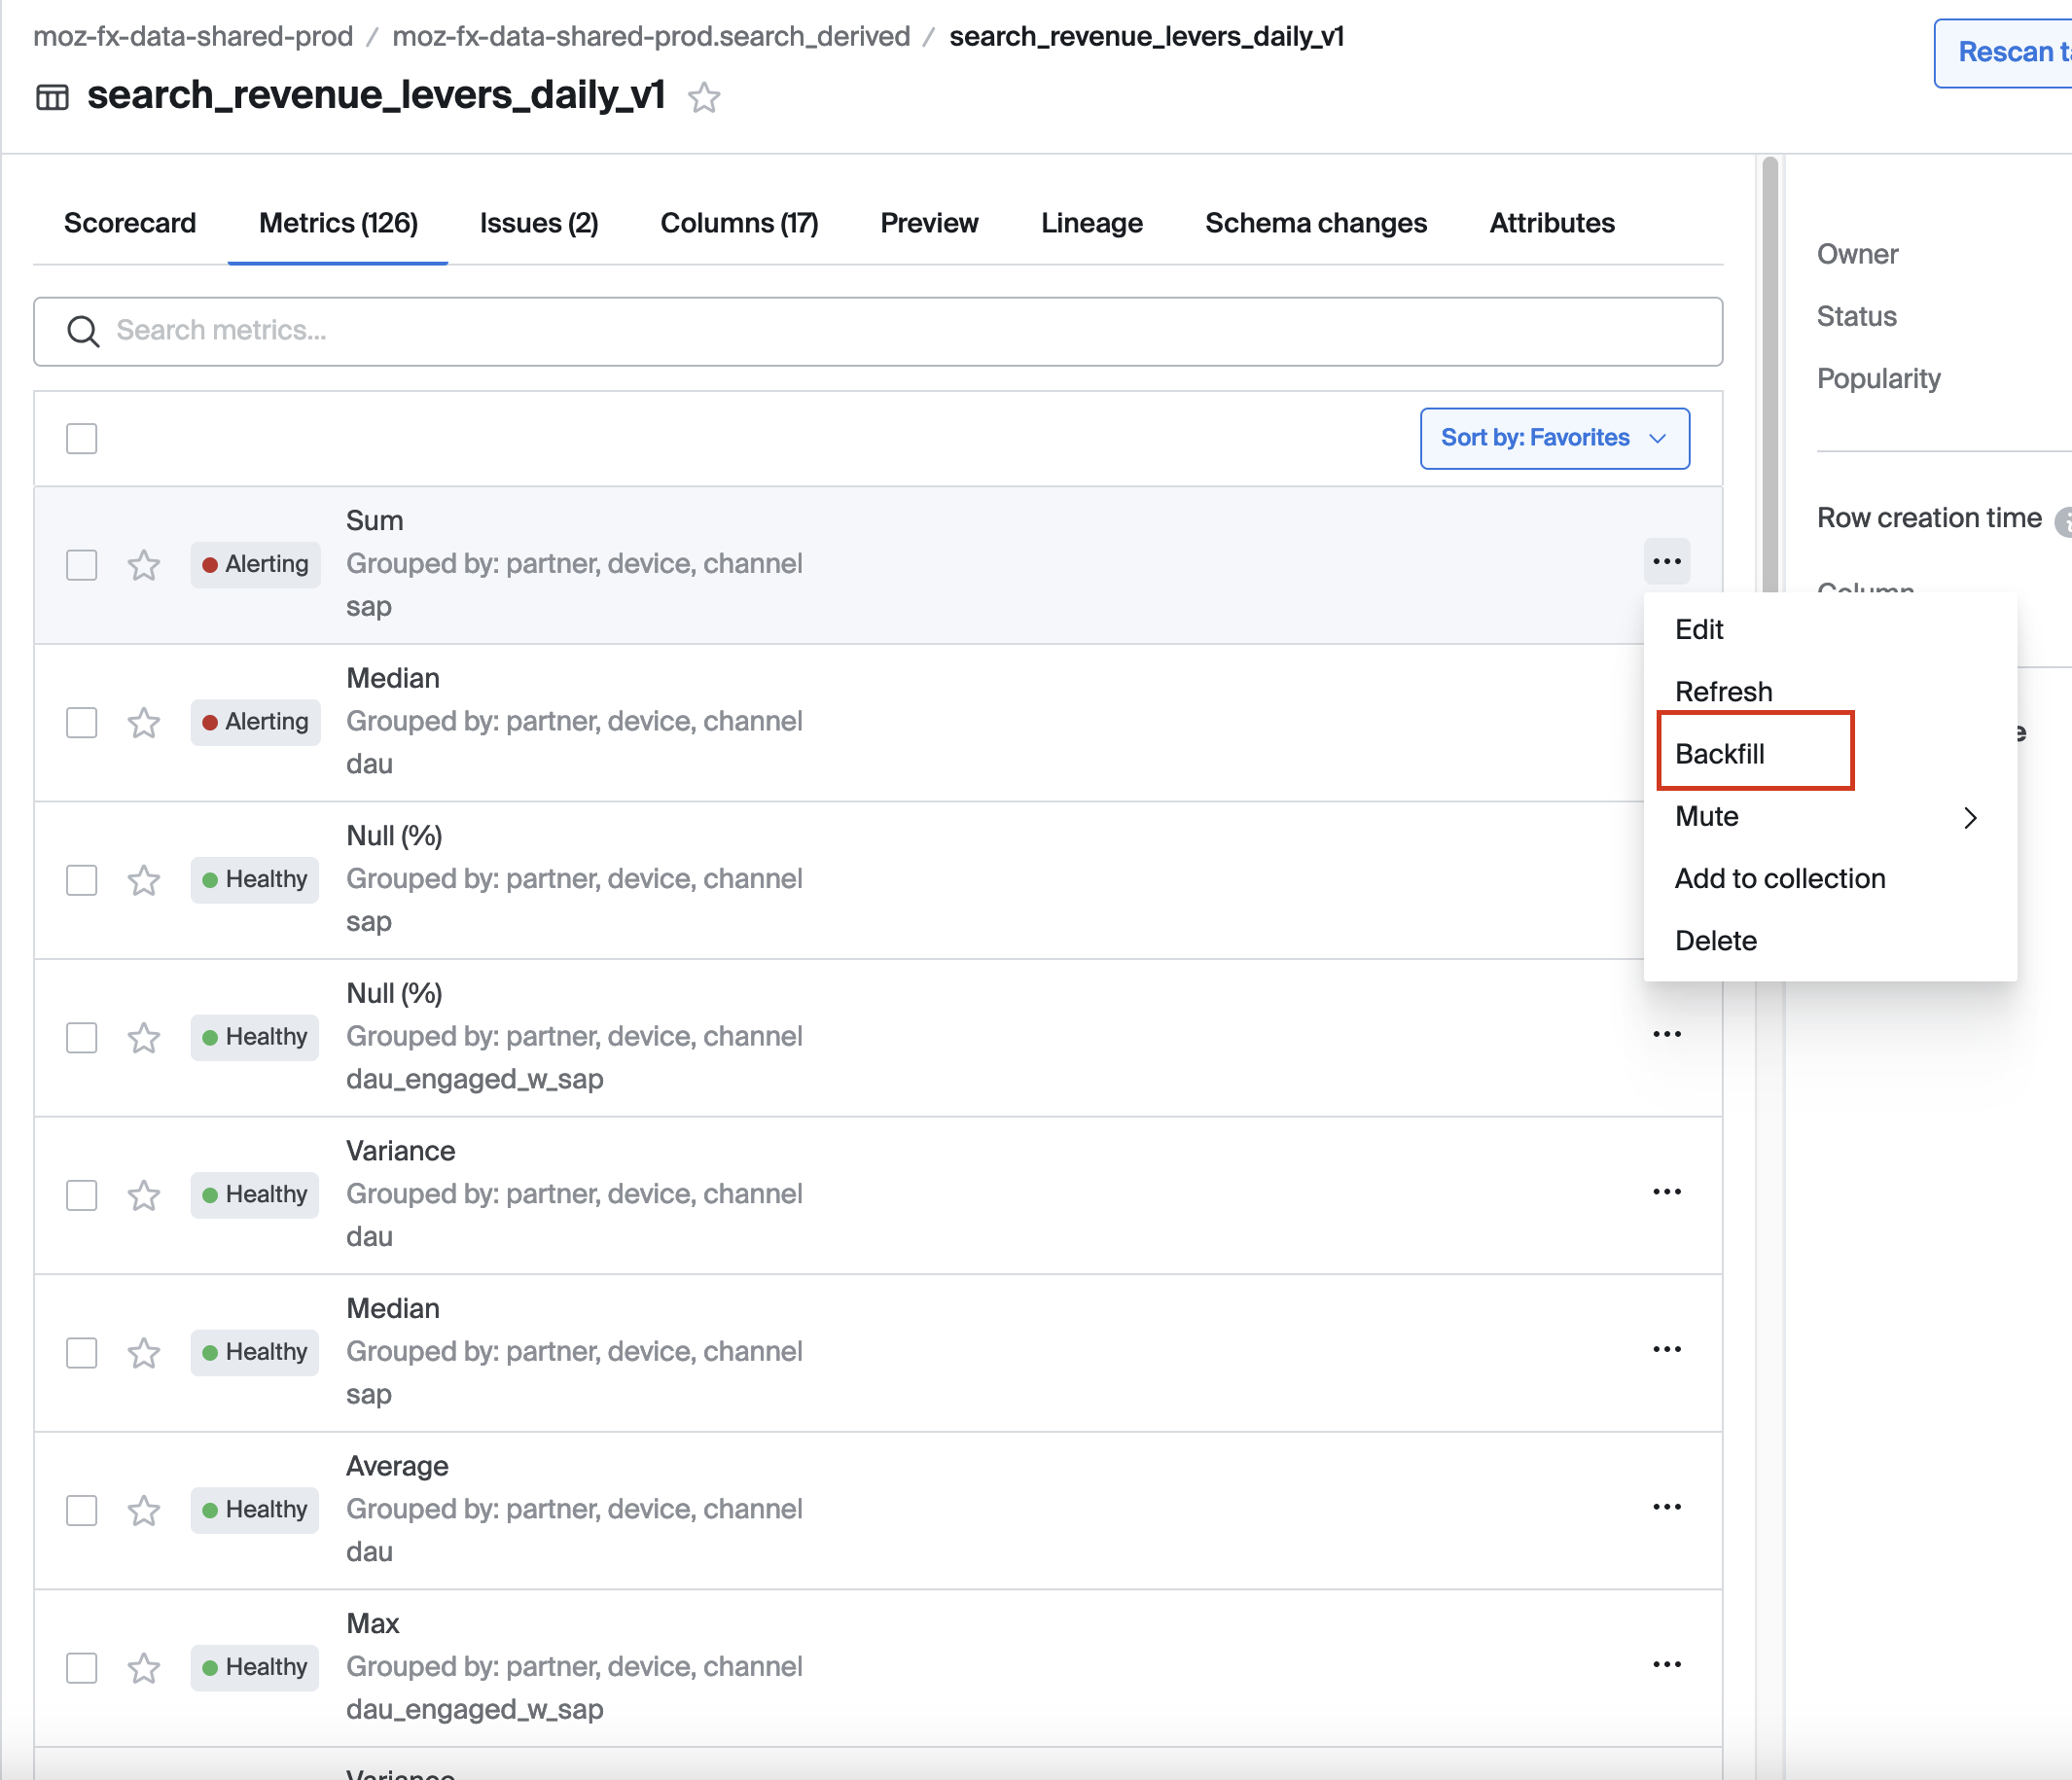 moz-fx-data-shared-prod / moz-fx-data-shared-prod.search_derived / search_revenue_levers_daily_v1
Rescan
search_revenue_levers_daily_v1
Scorecard Metrics (126) Issues (2) Columns (17) Preview Lineage Schema changes Attributes
Search metrics...
Sort by: Favorites
Sum
Alerting Grouped by: partner, device, channel
sap
Median
Alerting Grouped by: partner, device, channel
dau
Null (%)
Healthy Grouped by: partner, device, channel
sap
Null (%)
Healthy Grouped by: partner, device, channel
dau_engaged_w_sap
Variance
Healthy Grouped by: partner, device, channel
dau
Median
Healthy Grouped by: partner, device, channel
sap
Average
Healthy Grouped by: partner, device, channel
dau
Max
Healthy Grouped by: partner, device, channel
dau_engaged_w_sap
Variance
Owner
Status
Popularity
Row creation time
Column
Edit
Refresh
Backfill
Mute
Add to collection
Delete